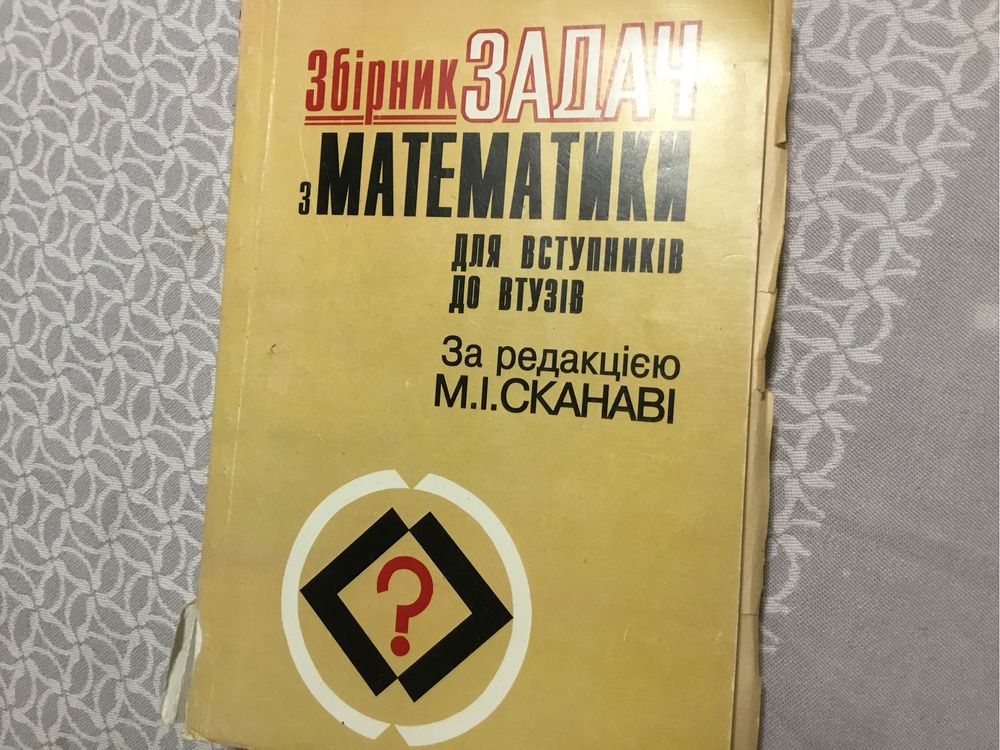 Збірник ЗАДАЧ
з МАТЕМАТИКИ
ДЛЯ ВСТУПНИКІВ
ДО ВТУЗІВ
За редакцією
М.І.СКАНАВІ
?